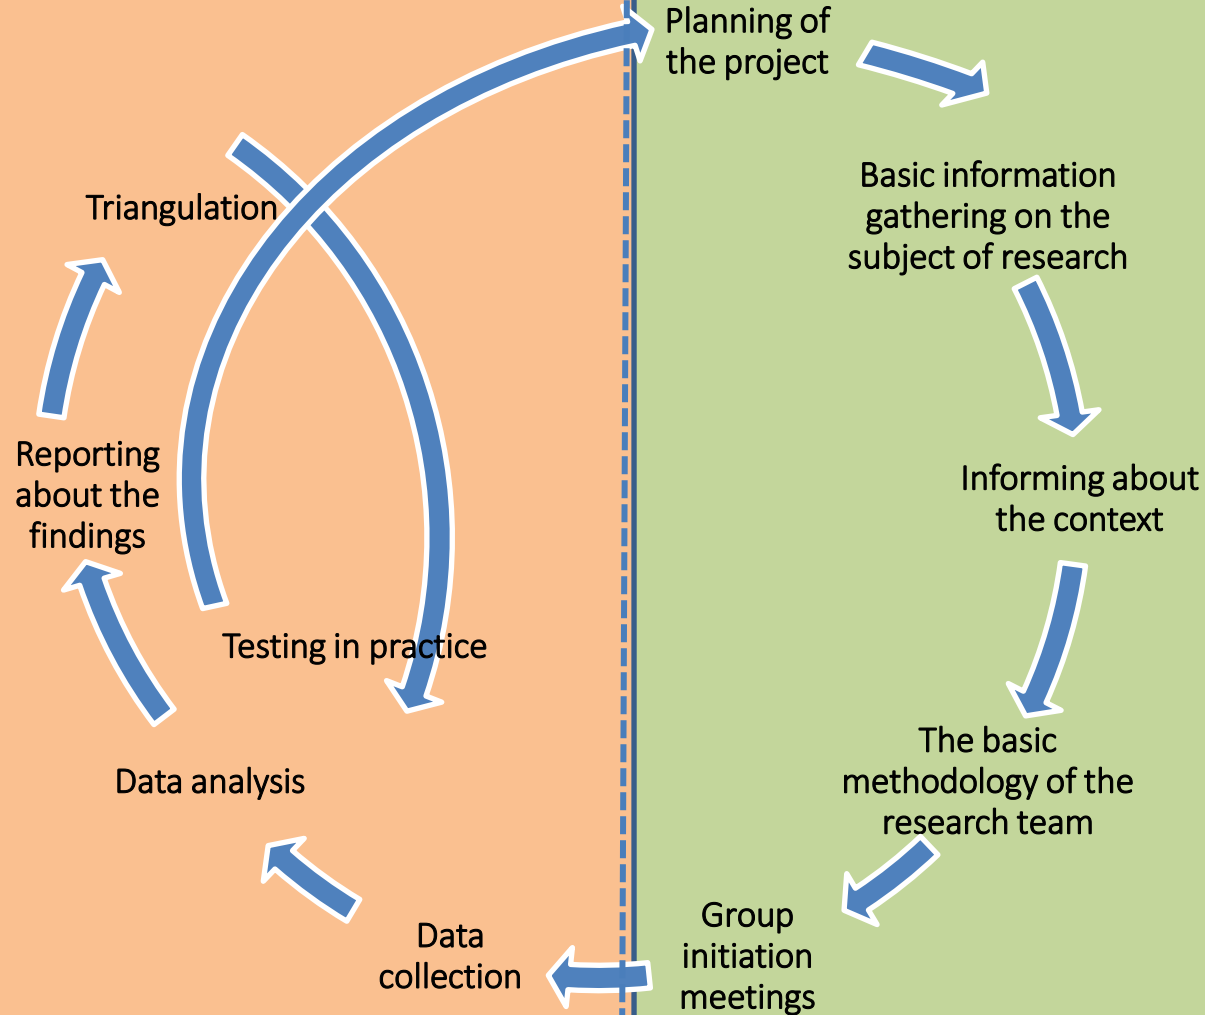 Planning of
the project
Basic information
gathering on the
subject of research
Informing about
the context
The basic
methodology of the
research team
Group
initiation
meetings
Data
collection
Data analysis
Reporting
about the
findings
Triangulation
Testing in practice